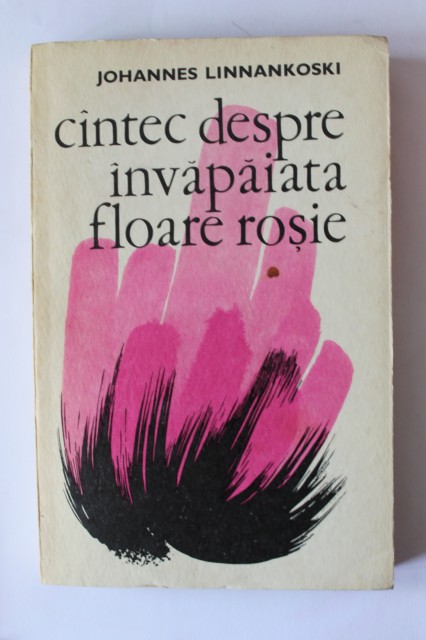 JOHANNES LINNANKOSKI
cîntec despre
învăpăiata
floare roșie